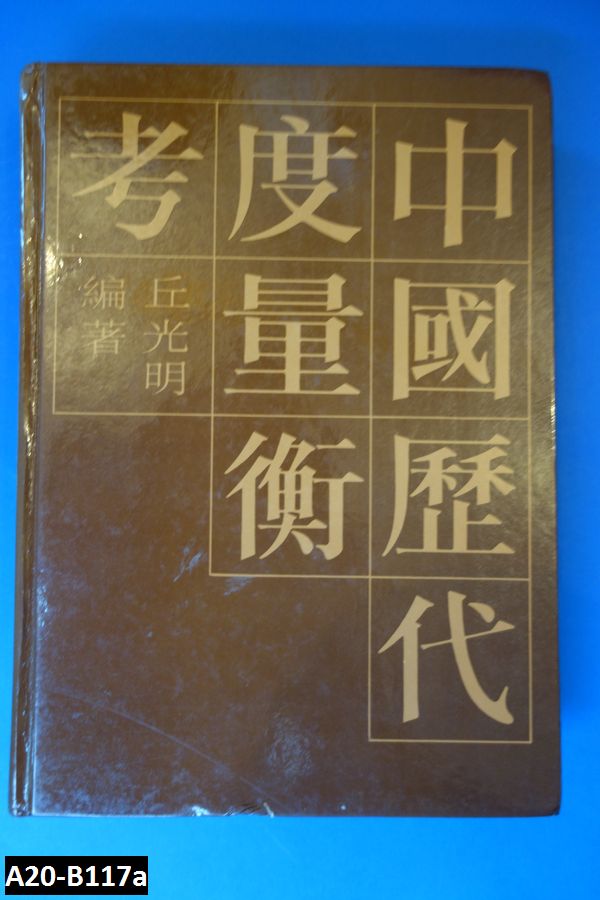 中國歷代
度量衡
考
丘光明
編著
A20-B117a